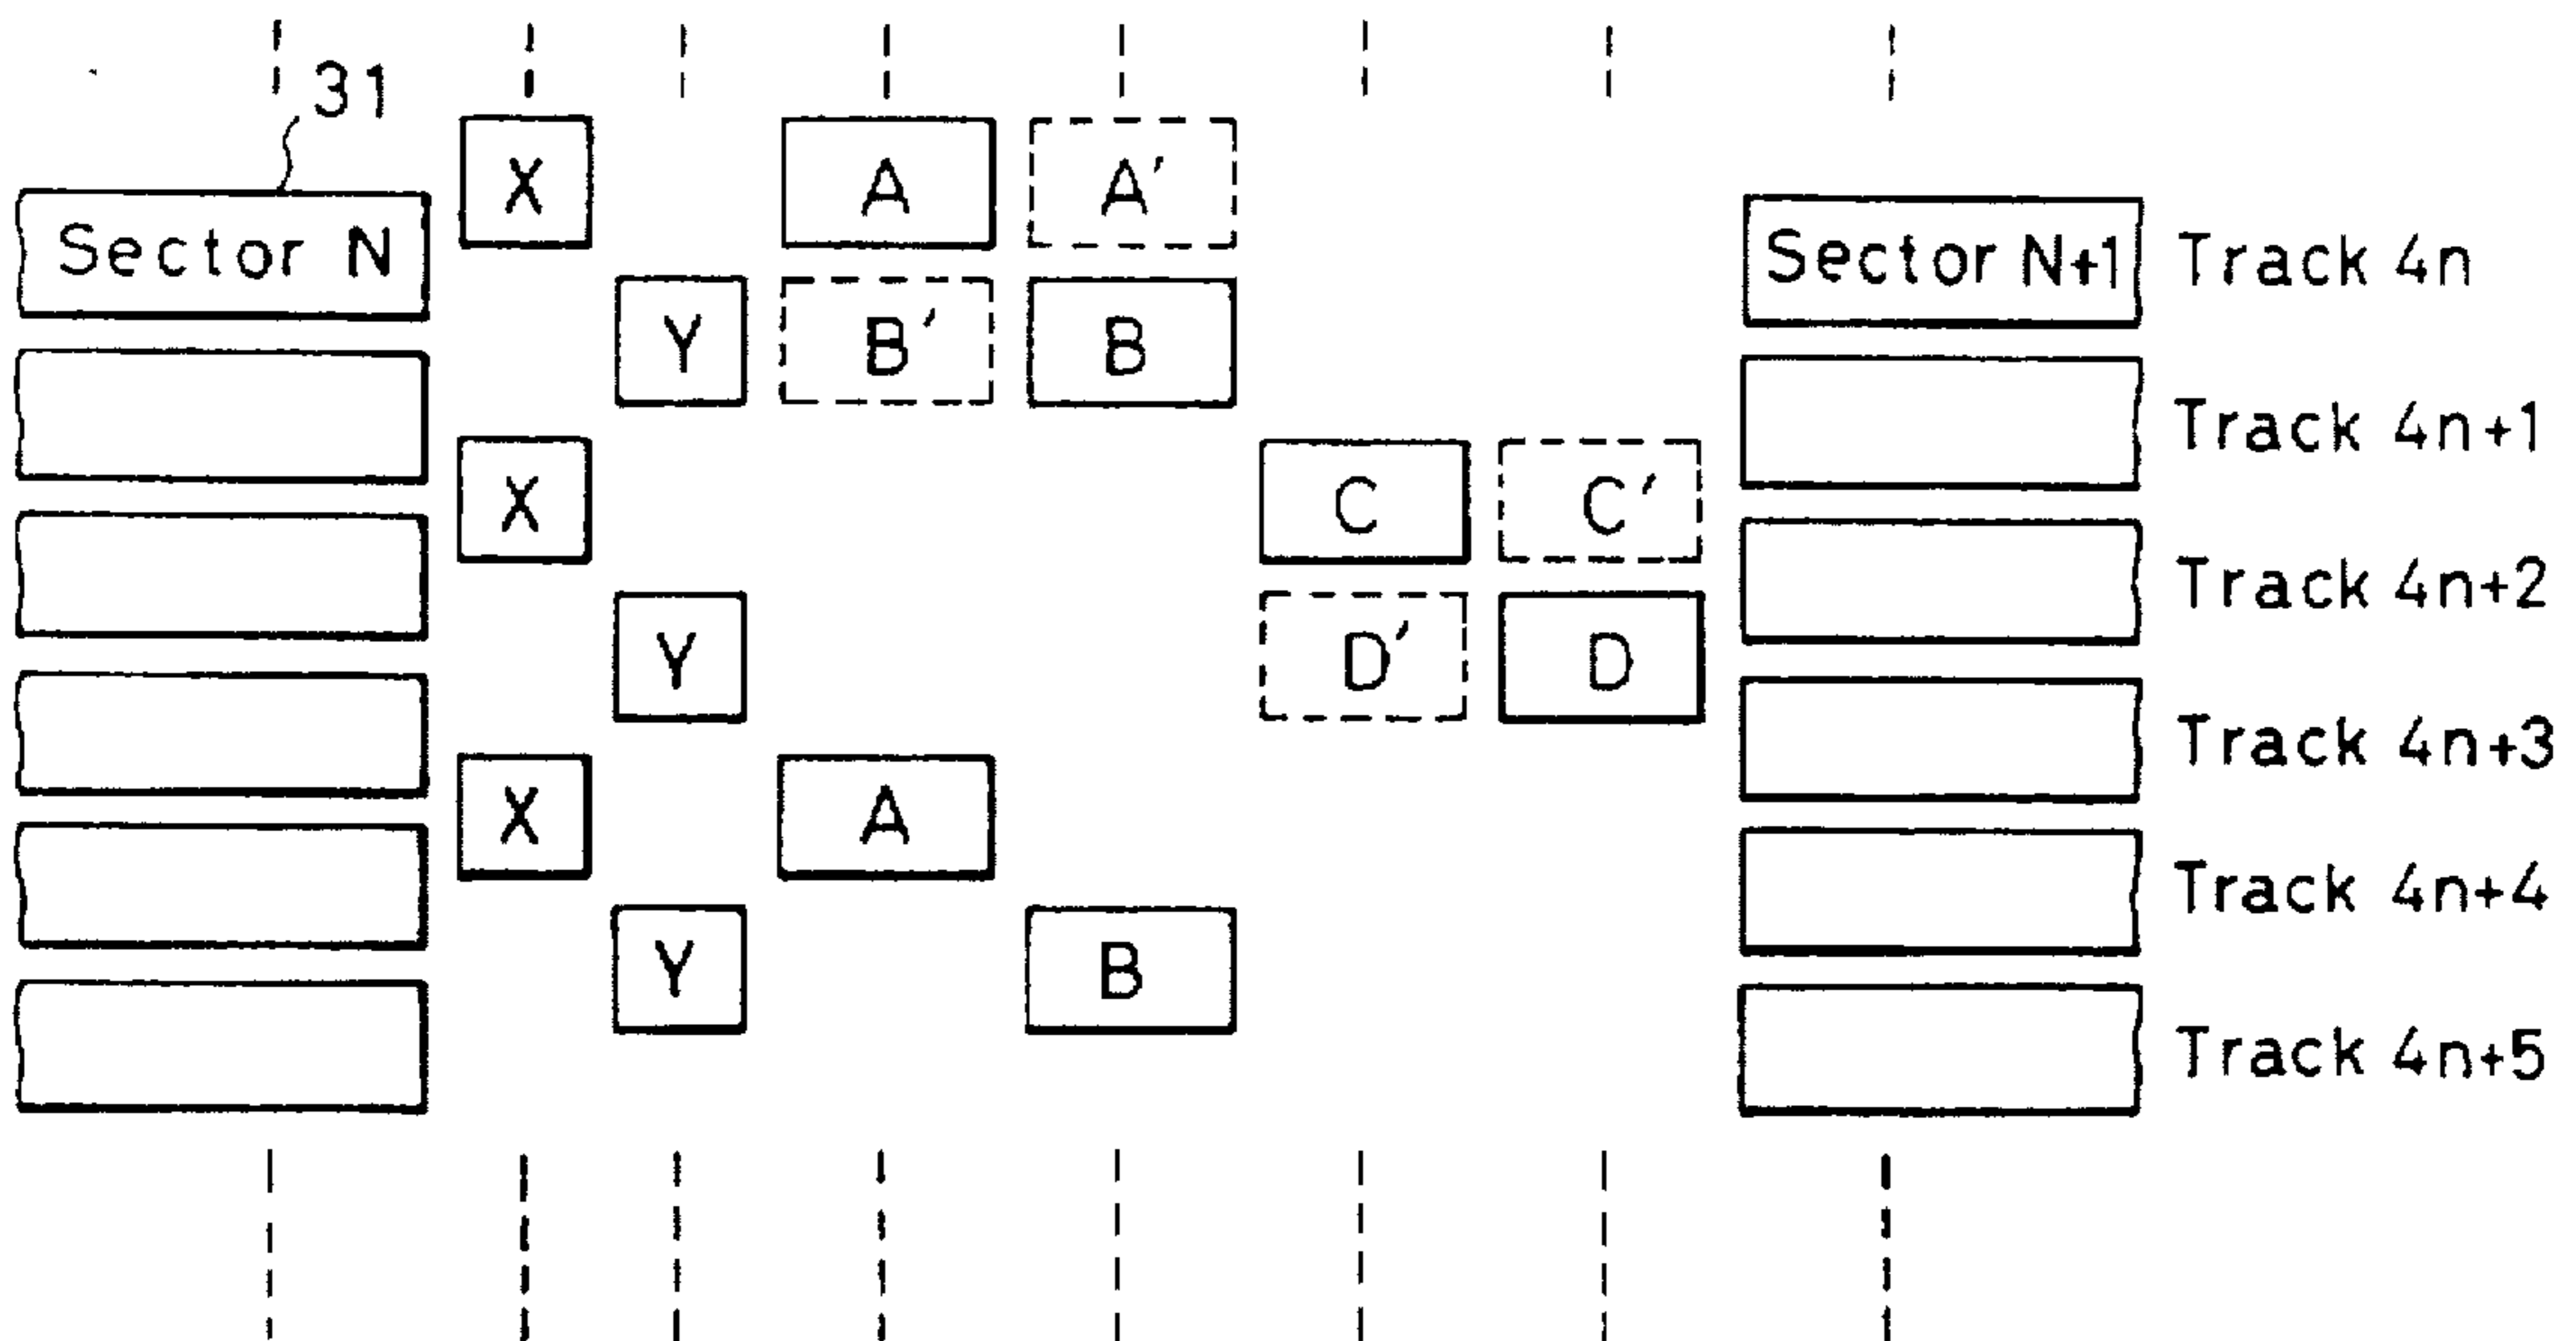 31
X A A'
Sector N Sector N+1 Track 4n
Y B' B
Track 4n+1
X C C'
Track 4n+2
Y D' D
Track 4n+3
X A
Track 4n+4
Y B
Track 4n+5